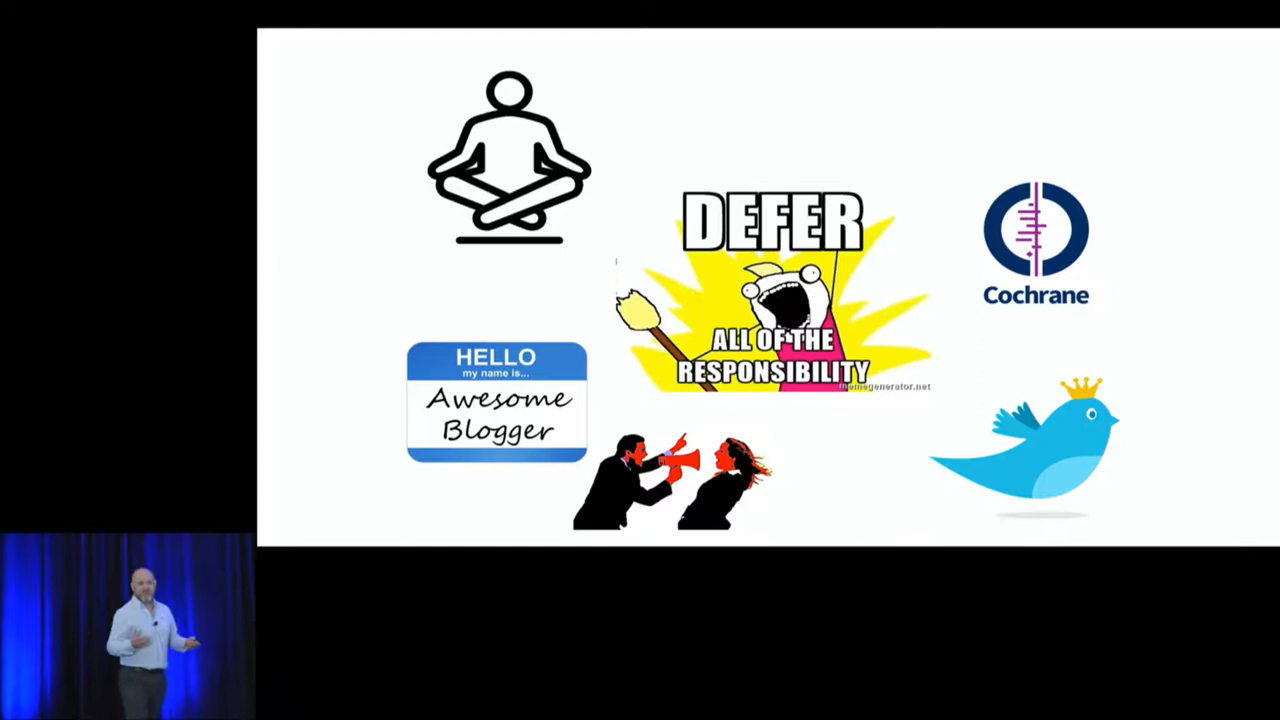 DEFER
ALL OF THE
RESPONSIBILITY
memegenerator.net
Cochrane
HELLO
my name is...
Awesome
Blogger